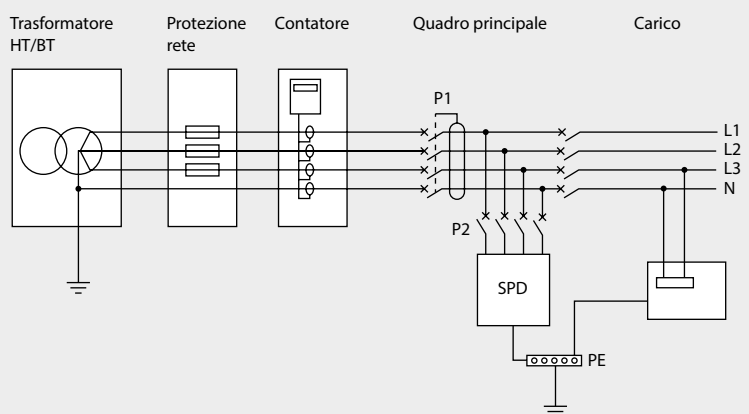 Trasformatore
HT/BT
Protezione
rete
Contatore
Quadro principale
Carico
P1
L1
L2
L3
N
P2
SPD
PE